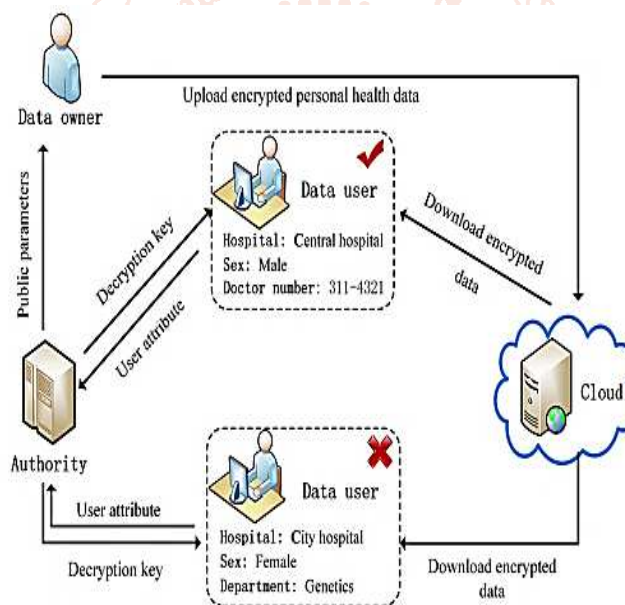 Data owner
Upload encrypted personal health data
Public parameters
Decryption key
User attribute
Data user
Hospital: Central hospital
Sex: Male
Doctor number: 311-4321
Download encrypted
data
Cloud
Authority
User attribute
Decryption key
Data user
Hospital: City hospital
Sex: Female
Department: Genetics
Download encrypted
data